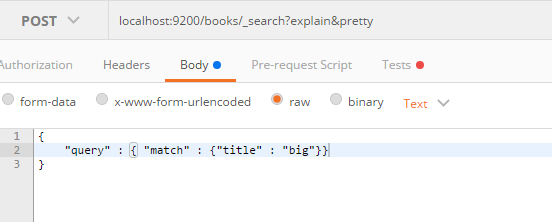 POST localhost:9200/books/_search?explain&pretty
Authorization Headers Body Pre-request Script Tests
form-data x-www-form-urlencoded raw binary Text
1 {
2 "query" : { "match" : {"title" : "big"}}
3 }